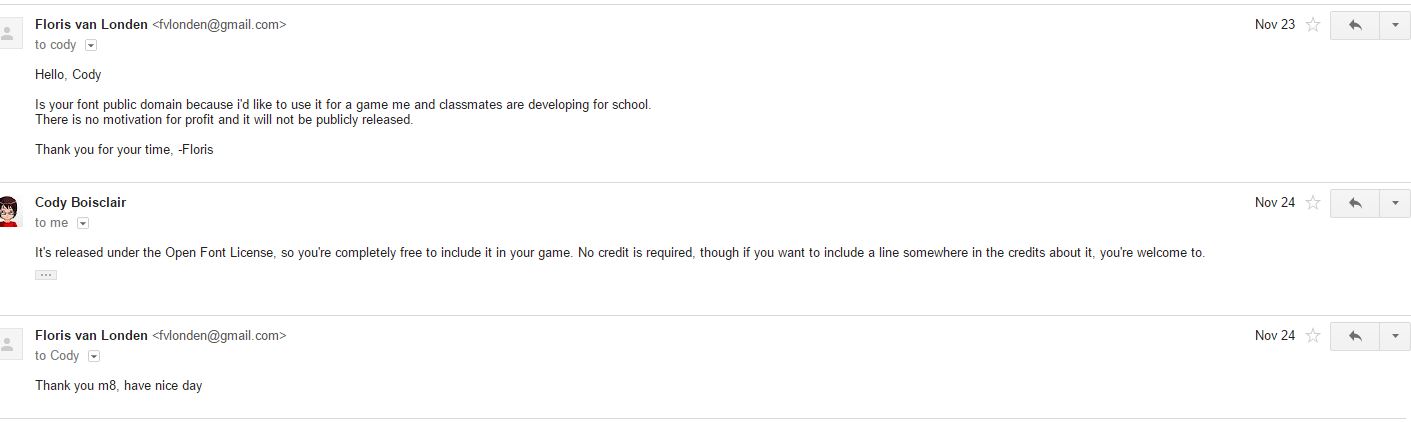 Floris van Londen <fvlonden@gmail.com> Nov 23
to cody
Hello, Cody
Is your font public domain because i'd like to use it for a game me and classmates are developing for school.
There is no motivation for profit and it will not be publicly released.
Thank you for your time, -Floris
Cody Boisclair Nov 24
to me
It's released under the Open Font License, so you're completely free to include it in your game. No credit is required, though if you want to include a line somewhere in the credits about it, you're welcome to.
Floris van Londen <fvlonden@gmail.com> Nov 24
to Cody
Thank you m8, have nice day